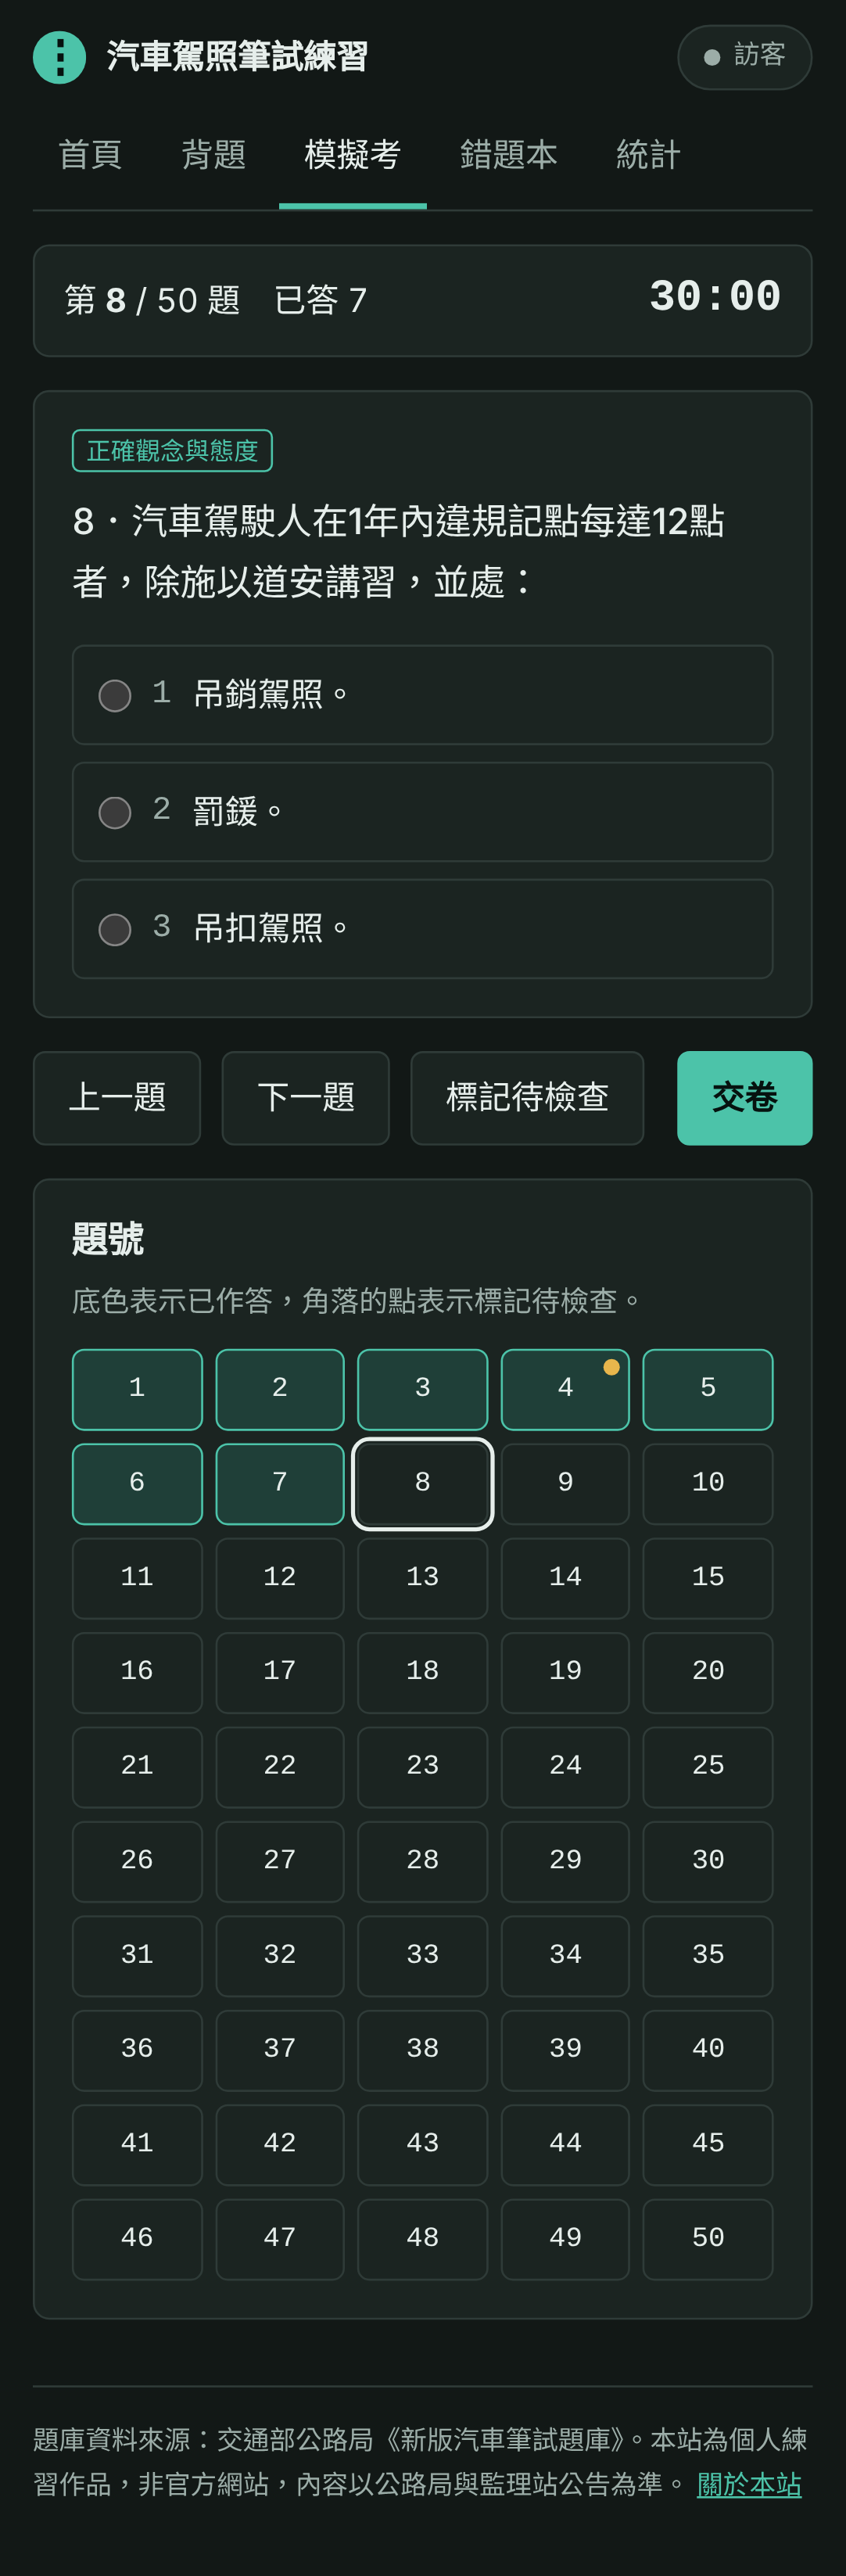 汽車駕照筆試練習
訪客
首頁 背題 模擬考 錯題本 統計
第 8 / 50 題 已答 7 30:00
正確觀念與態度
8．汽車駕駛人在1年內違規記點每達12點
者，除施以道安講習，並處：
1 吊銷駕照。
2 罰鍰。
3 吊扣駕照。
上一題 下一題 標記待檢查 交卷
題號
底色表示已作答，角落的點表示標記待檢查。
1 2 3 4 5
6 7 8 9 10
11 12 13 14 15
16 17 18 19 20
21 22 23 24 25
26 27 28 29 30
31 32 33 34 35
36 37 38 39 40
41 42 43 44 45
46 47 48 49 50
題庫資料來源：交通部公路局《新版汽車筆試題庫》。本站為個人練
習作品，非官方網站，內容以公路局與監理站公告為準。 關於本站